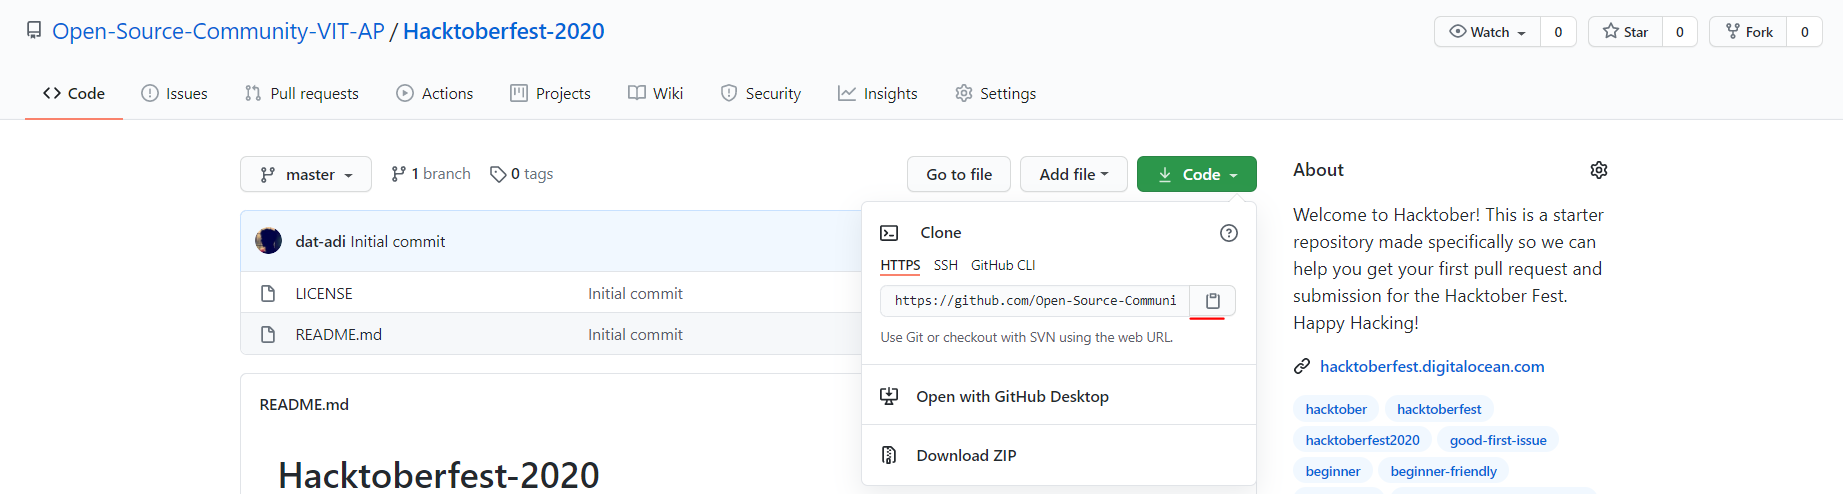 Open-Source-Community-VIT-AP / Hacktoberfest-2020
Watch 0 Star 0 Fork 0
Code Issues Pull requests Actions Projects Wiki Security Insights Settings
master 1 branch 0 tags Go to file Add file Code
dat-adi Initial commit
LICENSE Initial commit
README.md Initial commit
README.md
Hacktoberfest-2020
Clone
HTTPS SSH GitHub CLI
https://github.com/Open-Source-Communi
Use Git or checkout with SVN using the web URL.
Open with GitHub Desktop
Download ZIP
About
Welcome to Hacktober! This is a starter
repository made specifically so we can
help you get your first pull request and
submission for the Hacktober Fest.
Happy Hacking!
hacktoberfest.digitalocean.com
hacktober hacktoberfest
hacktoberfest2020 good-first-issue
beginner beginner-friendly